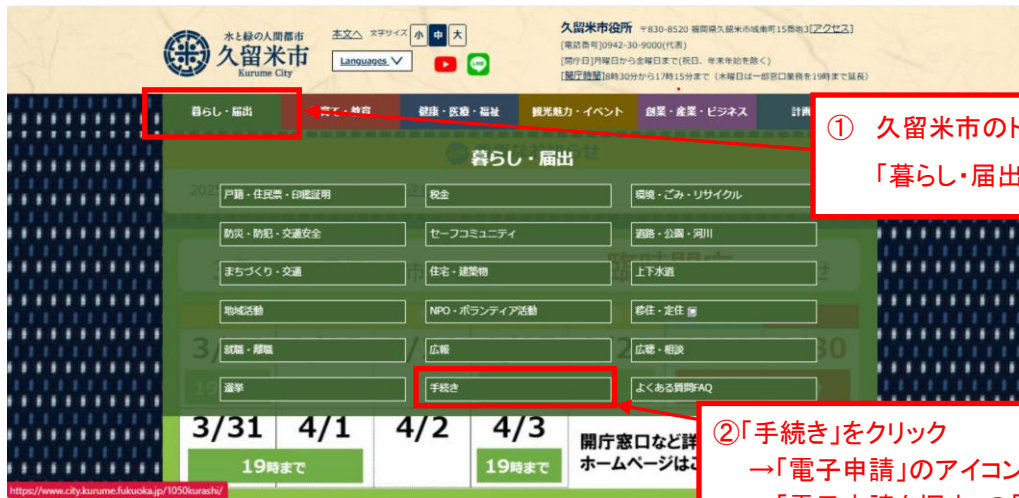 水と緑の人間都市
久留米市
Kurume City
本文へ 文字サイズ 小 中 大
Languages
久留米市役所 〒830-8520 福岡県久留米市城南町15番地3[アクセス]
[電話番号]0942-30-9000(代表)
[開庁日]月曜日から金曜日まで(祝日、年末年始を除く)
[開庁時間]8時30分から17時15分まで（木曜日は一部窓口業務を19時まで延長）
暮らし・届出 子育て・教育 健康・医療・福祉 観光魅力・イベント 創業・産業・ビジネス 計画
① 久留米市のト
「暮らし・届出
暮らし・届出
戸籍・住民票・印鑑証明 税金 環境・ごみ・リサイクル
防災・防犯・交通安全 セーフコミュニティ 道路・公園・河川
まちづくり・交通 住宅・建築物 上下水道
地域活動 NPO・ボランティア活動 移住・定住
就職・離職 広報 広聴・相談
選挙 手続き よくある質問FAQ
3/31 4/1 4/2 4/3
19時まで 19時まで
開庁窓口など詳
ホームページはこ
②「手続き」をクリック
→「電子申請」のアイコン
https://www.city.kurume.fukuoka.jp/1050kurashi/